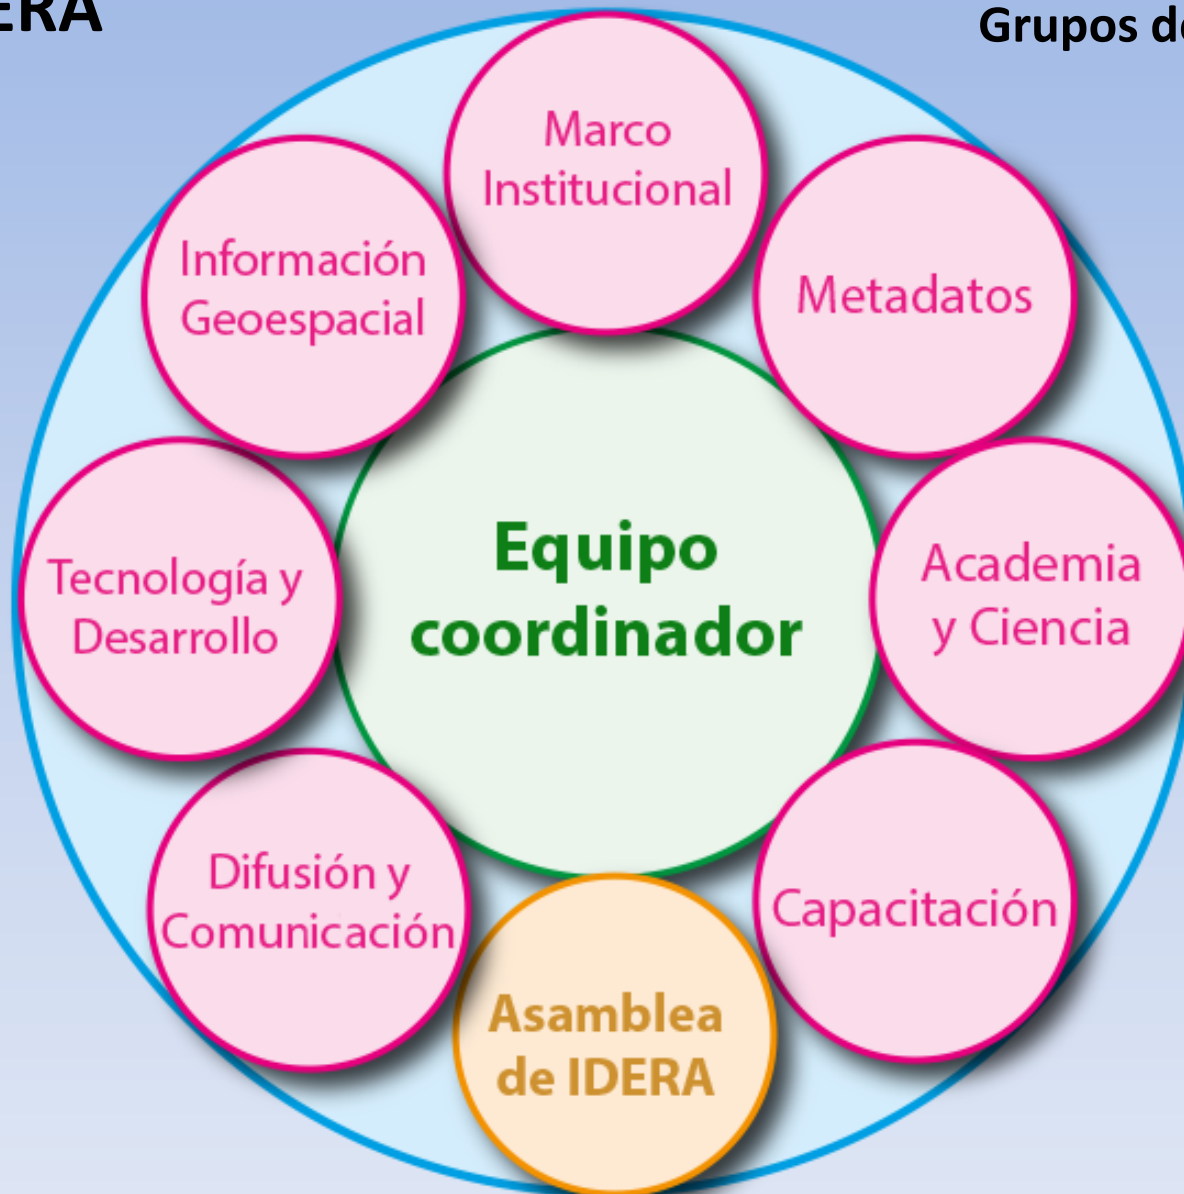 ERA
Grupos de
Marco
Institucional
Información
Geoespacial
Metadatos
Tecnología y
Desarrollo
Equipo
coordinador
Academia
y Ciencia
Difusión y
Comunicación
Capacitación
Asamblea
de IDERA